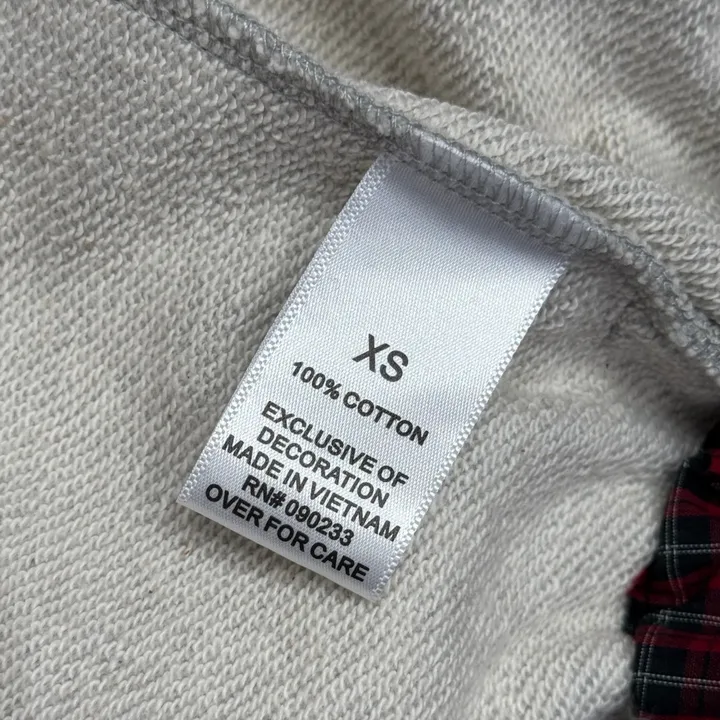 XS
100% COTTON
EXCLUSIVE OF
DECORATION
MADE IN VIETNAM
RN# 090233
OVER FOR CARE